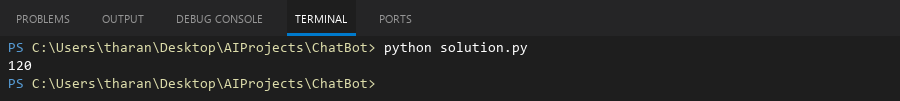 PROBLEMS OUTPUT DEBUG CONSOLE TERMINAL PORTS
PS C:\Users\tharan\Desktop\AIProjects\ChatBot> python solution.py
120
PS C:\Users\tharan\Desktop\AIProjects\ChatBot>